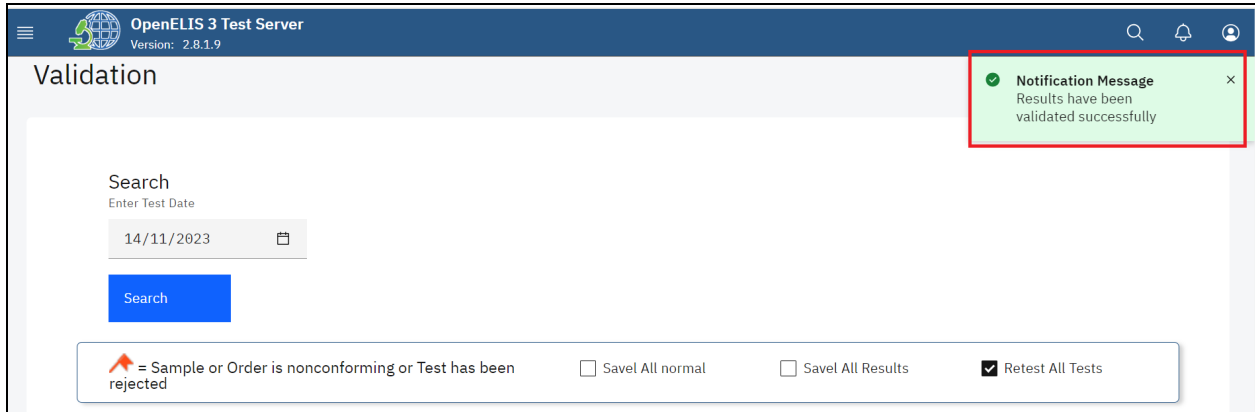 OpenELIS 3 Test Server
Version: 2.8.1.9
Validation
Notification Message
Results have been
validated successfully
Search
Enter Test Date
14/11/2023
Search
= Sample or Order is nonconforming or Test has been
rejected
Savel All normal
Savel All Results
Retest All Tests